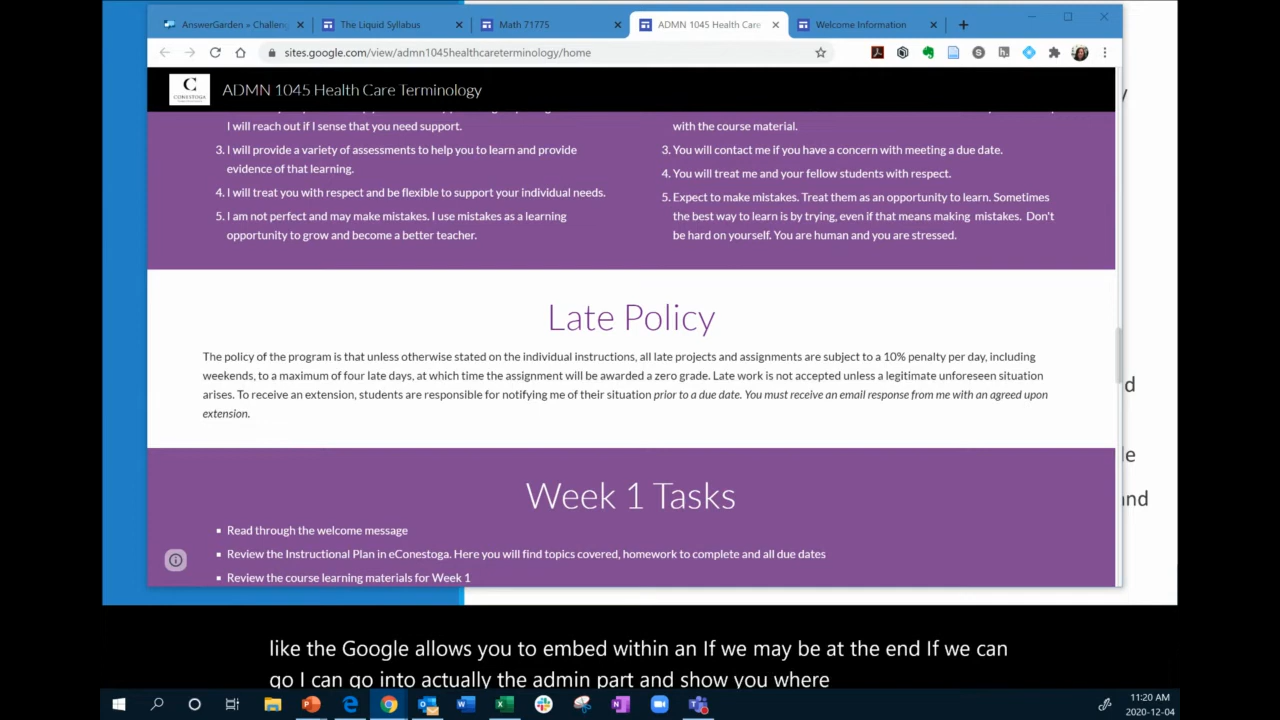 AnswerGarden » Challeng
The Liquid Syllabus
Math 71775
ADMN 1045 Health Care
Welcome Information
sites.google.com/view/admn1045healthcareterminology/home
C
CONESTOGA
ADMN 1045 Health Care Terminology
I will reach out if I sense that you need support.
3. I will provide a variety of assessments to help you to learn and provide
evidence of that learning.
4. I will treat you with respect and be flexible to support your individual needs.
5. I am not perfect and may make mistakes. I use mistakes as a learning
opportunity to grow and become a better teacher.
with the course material.
3. You will contact me if you have a concern with meeting a due date.
4. You will treat me and your fellow students with respect.
5. Expect to make mistakes. Treat them as an opportunity to learn. Sometimes
the best way to learn is by trying, even if that means making mistakes. Don't
be hard on yourself. You are human and you are stressed.
Late Policy
The policy of the program is that unless otherwise stated on the individual instructions, all late projects and assignments are subject to a 10% penalty per day, including
weekends, to a maximum of four late days, at which time the assignment will be awarded a zero grade. Late work is not accepted unless a legitimate unforeseen situation
arises. To receive an extension, students are responsible for notifying me of their situation prior to a due date. You must receive an email response from me with an agreed upon
extension.
Week 1 Tasks
▪ Read through the welcome message
▪ Review the Instructional Plan in eConestoga. Here you will find topics covered, homework to complete and all due dates
▪ Review the course learning materials for Week 1
y
d
le
and
like the Google allows you to embed within an If we may be at the end If we can
go I can go into actually the admin part and show you where
11:20 AM
2020-12-04